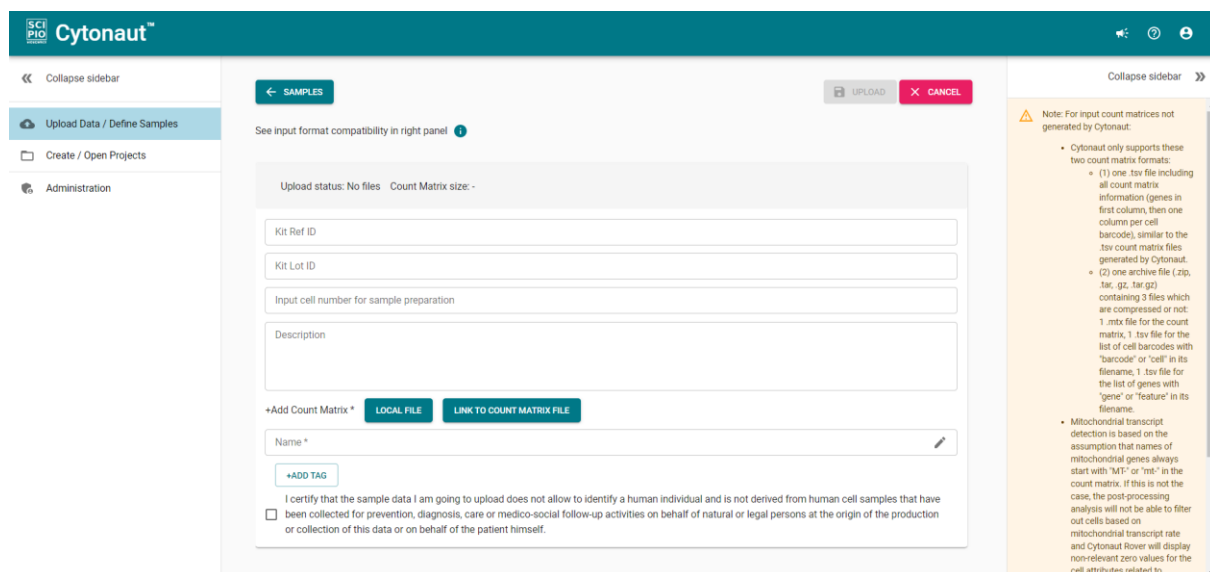 SCI
PIO
Cytonaut™
Collapse sidebar
Upload Data / Define Samples
Create / Open Projects
Administration
← SAMPLES
UPLOAD
X CANCEL
See input format compatibility in right panel
Upload status: No files Count Matrix size: -
Kit Ref ID
Kit Lot ID
Input cell number for sample preparation
Description
+Add Count Matrix *
LOCAL FILE
LINK TO COUNT MATRIX FILE
Name *
+ADD TAG
I certify that the sample data I am going to upload does not allow to identify a human individual and is not derived from human cell samples that have
been collected for prevention, diagnosis, care or medico-social follow-up activities on behalf of natural or legal persons at the origin of the production
or collection of this data or on behalf of the patient himself.
Collapse sidebar
Note: For input count matrices not
generated by Cytonaut:
• Cytonaut only supports these
two count matrix formats:
(1) one .tsv file including
all count matrix
information (genes in
first column, then one
column per cell
barcode), similar to the
.tsv count matrix files
generated by Cytonaut.
(2) one archive file (.zip,
.tar, .gz, .tar.gz)
containing 3 files which
are compressed or not:
1 .mtx file for the count
matrix, 1 .tsv file for the
list of cell barcodes with
"barcode" or "cell" in its
filename, 1 .tsv file for
the list of genes with
"gene" or "feature" in its
filename.
• Mitochondrial transcript
detection is based on the
assumption that names of
mitochondrial genes always
start with "MT-" or "mt-" in the
count matrix. If this is not the
case, the post-processing
analysis will not be able to filter
out cells based on
mitochondrial transcript rate
and Cytonaut Rover will display
non-relevant zero values for the
cell attributes related to